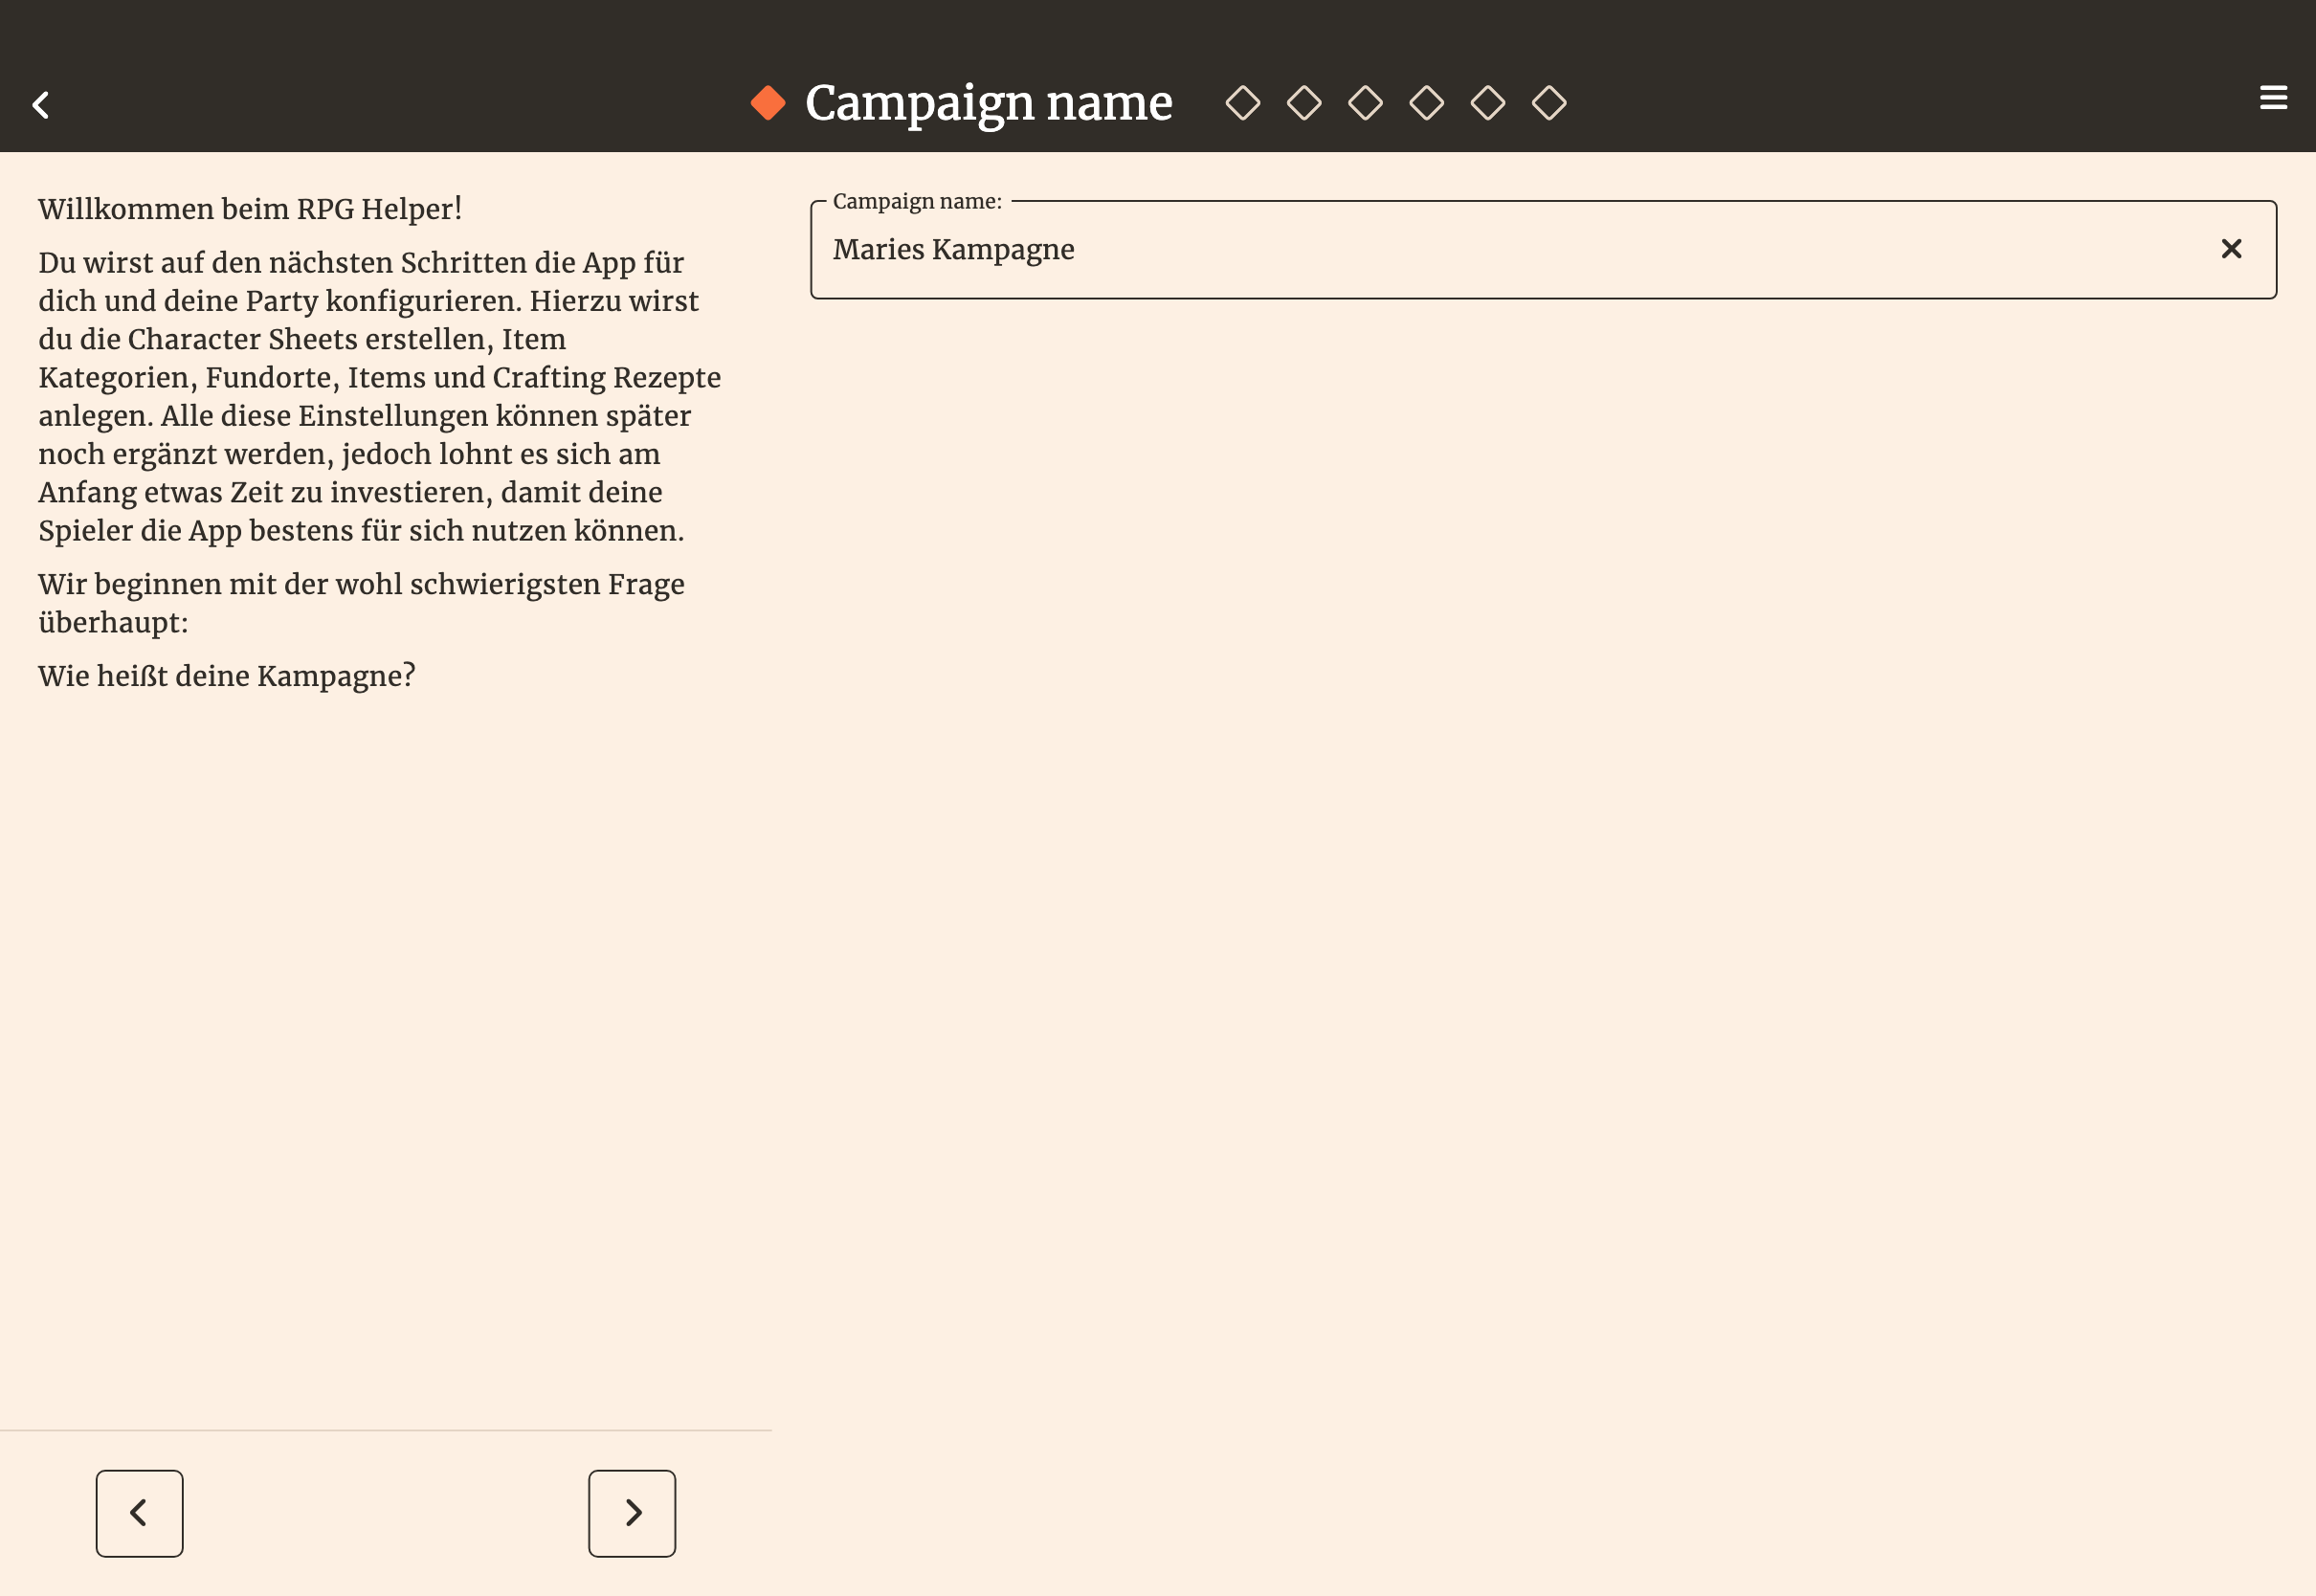 Campaign name
Willkommen beim RPG Helper!
Du wirst auf den nächsten Schritten die App für
dich und deine Party konfigurieren. Hierzu wirst
du die Character Sheets erstellen, Item
Kategorien, Fundorte, Items und Crafting Rezepte
anlegen. Alle diese Einstellungen können später
noch ergänzt werden, jedoch lohnt es sich am
Anfang etwas Zeit zu investieren, damit deine
Spieler die App bestens für sich nutzen können.
Wir beginnen mit der wohl schwierigsten Frage
überhaupt:
Wie heißt deine Kampagne?
Campaign name:
Maries Kampagne